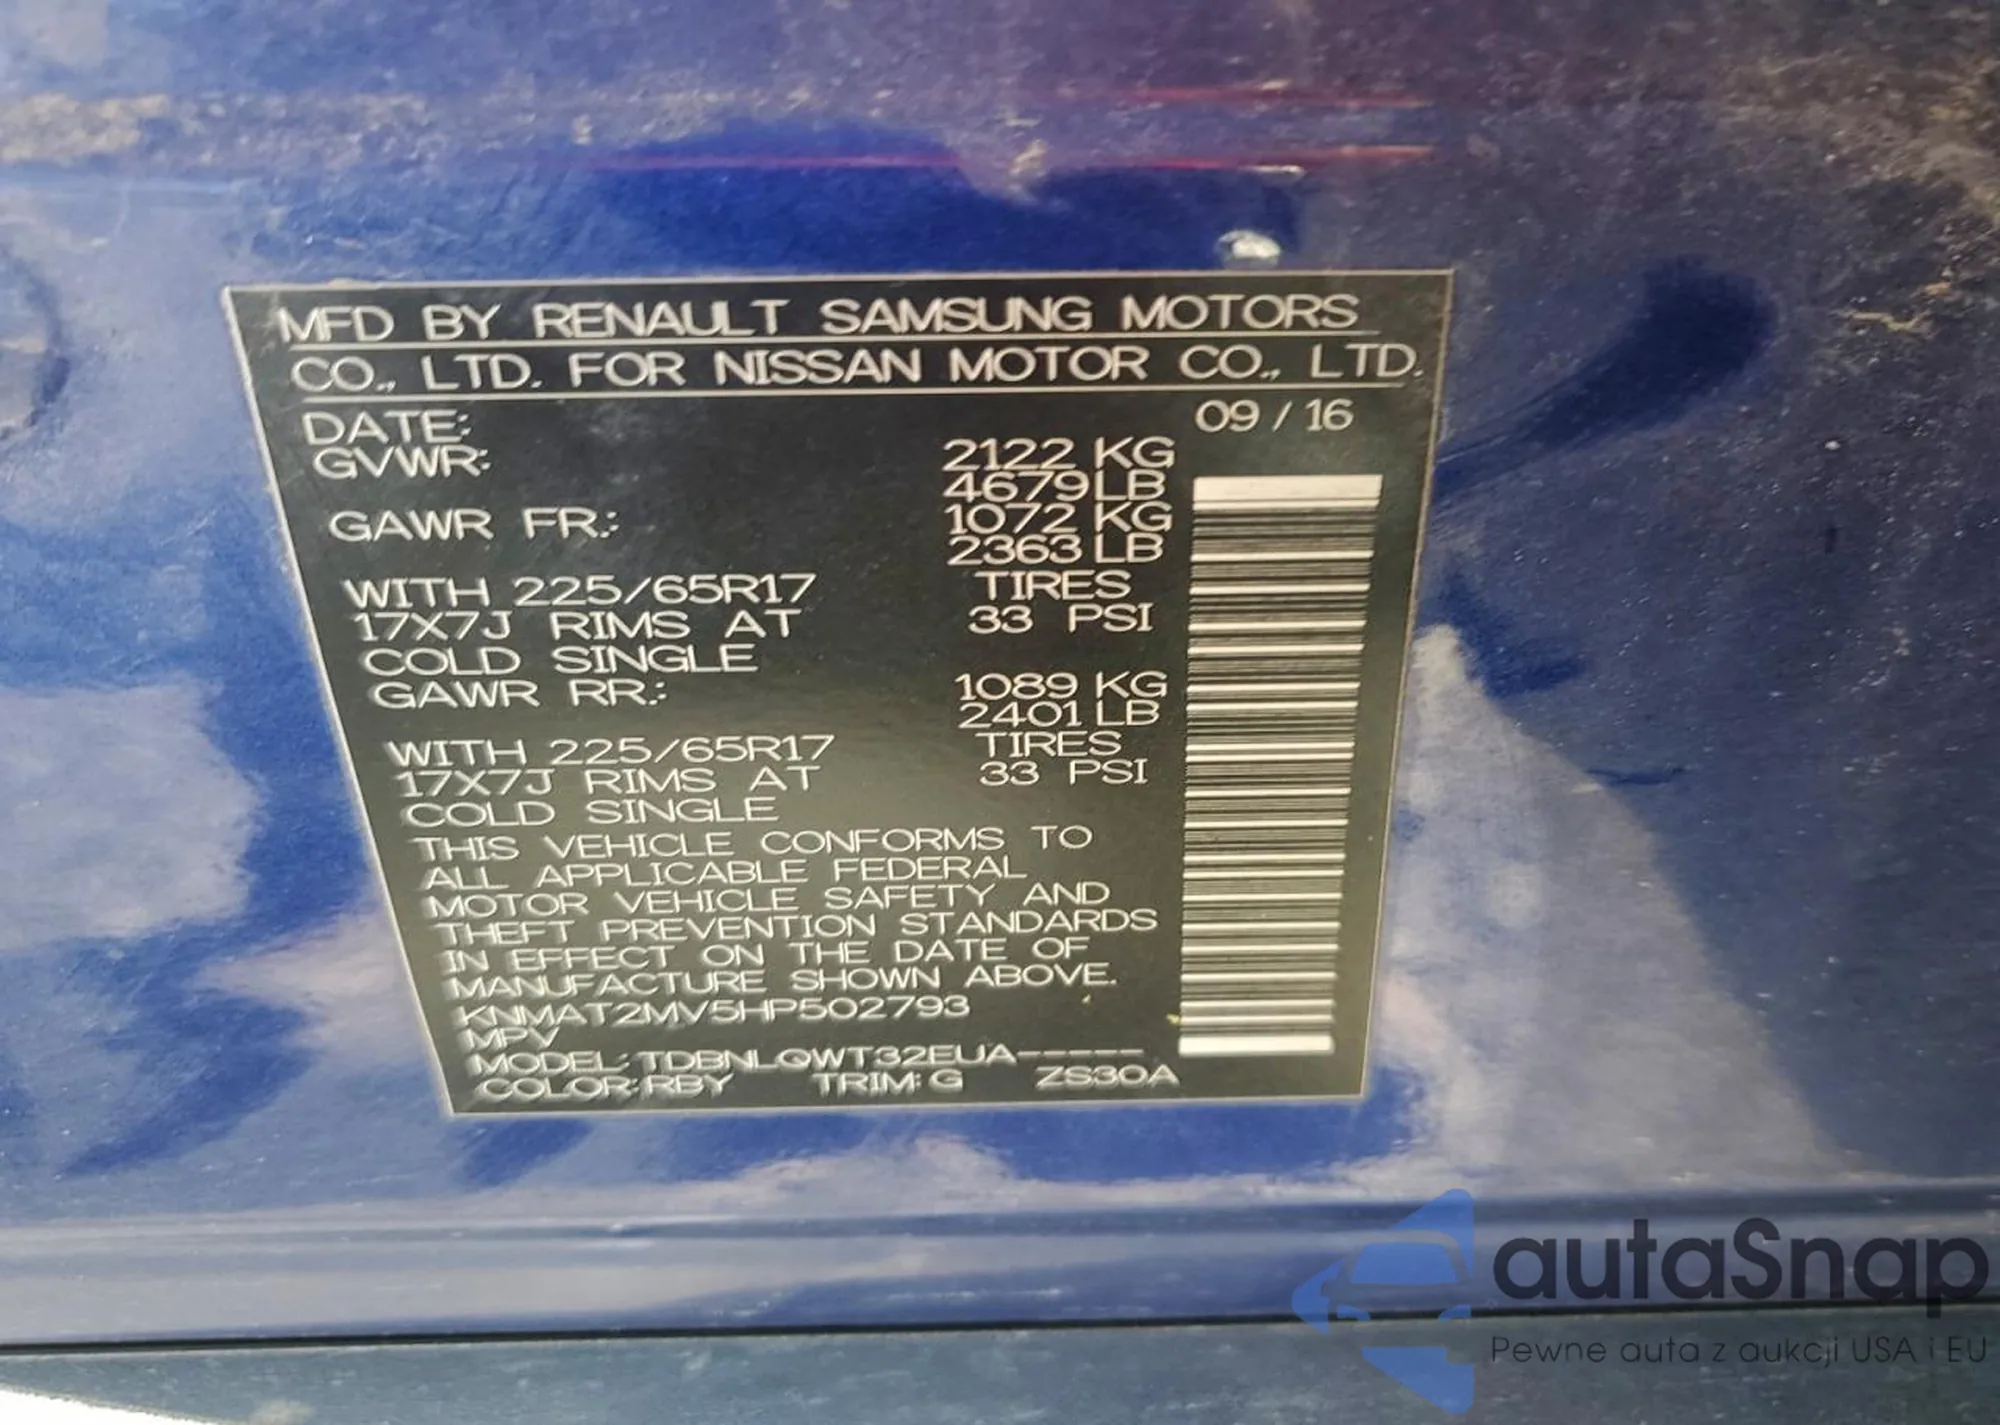 MFD BY RENAULT SAMSUNG MOTORS
CO., LTD. FOR NISSAN MOTOR CO., LTD.
DATE: 09 / 16
GVWR: 2122 KG
4679 LB
GAWR FR.: 1072 KG
2363 LB
WITH 225/65R17 TIRES
17X7J RIMS AT 33 PSI
COLD SINGLE
GAWR RR.: 1089 KG
2401 LB
WITH 225/65R17 TIRES
17X7J RIMS AT 33 PSI
COLD SINGLE
THIS VEHICLE CONFORMS TO
ALL APPLICABLE FEDERAL
MOTOR VEHICLE SAFETY AND
THEFT PREVENTION STANDARDS
IN EFFECT ON THE DATE OF
MANUFACTURE SHOWN ABOVE.
KNMAT2MV5HP502793
MPV
MODEL: TDBNLQWT32EUA-----
COLOR: RBY TRIM: G ZS30A
autaSnap
Pewne auta z aukcji USA i EU